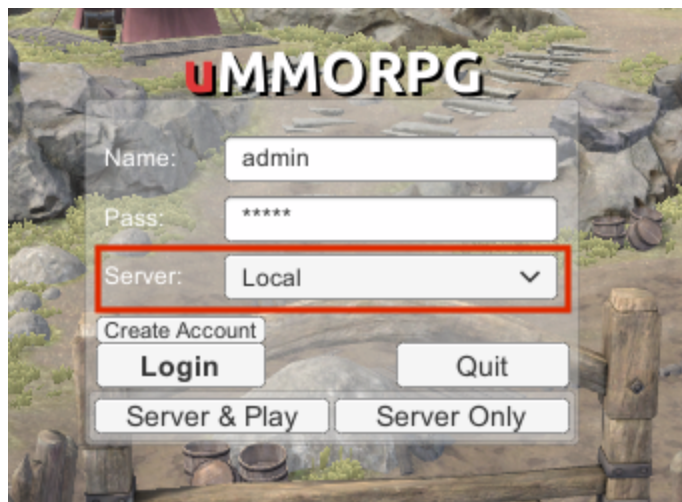 uMMORPG
Name: admin
Pass: *****
Server: Local
Create Account
Login Quit
Server & Play Server Only